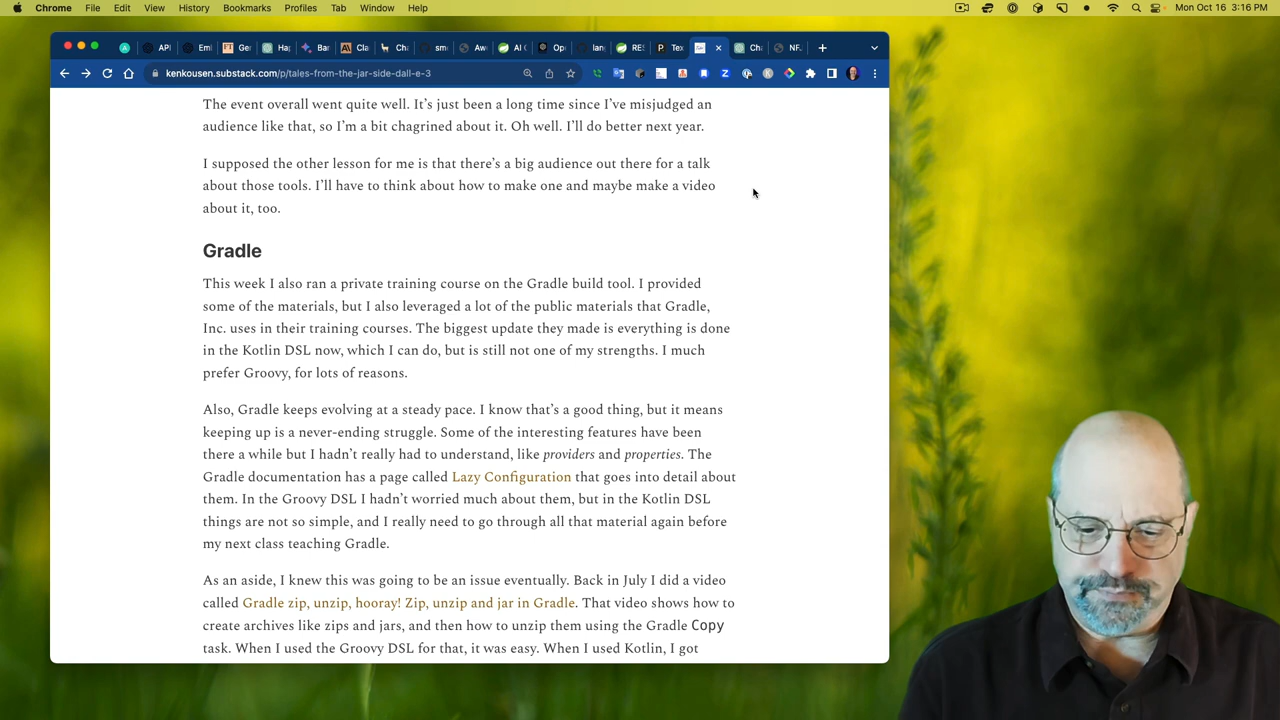 Chrome File Edit View History Bookmarks Profiles Tab Window Help Mon Oct 16 3:16 PM
API Emi Ge Ha Bar Cla Ch sm Aw AI Op lan RE Tex Cha NF.
kenkousen.substack.com/p/tales-from-the-jar-side-dall-e-3
The event overall went quite well. It’s just been a long time since I’ve misjudged an
audience like that, so I’m a bit chagrined about it. Oh well. I’ll do better next year.
I supposed the other lesson for me is that there’s a big audience out there for a talk
about those tools. I’ll have to think about how to make one and maybe make a video
about it, too.
Gradle
This week I also ran a private training course on the Gradle build tool. I provided
some of the materials, but I also leveraged a lot of the public materials that Gradle,
Inc. uses in their training courses. The biggest update they made is everything is done
in the Kotlin DSL now, which I can do, but is still not one of my strengths. I much
prefer Groovy, for lots of reasons.
Also, Gradle keeps evolving at a steady pace. I know that’s a good thing, but it means
keeping up is a never-ending struggle. Some of the interesting features have been
there a while but I hadn’t really had to understand, like providers and properties. The
Gradle documentation has a page called Lazy Configuration that goes into detail about
them. In the Groovy DSL I hadn’t worried much about them, but in the Kotlin DSL
things are not so simple, and I really need to go through all that material again before
my next class teaching Gradle.
As an aside, I knew this was going to be an issue eventually. Back in July I did a video
called Gradle zip, unzip, hooray! Zip, unzip and jar in Gradle. That video shows how to
create archives like zips and jars, and then how to unzip them using the Gradle Copy
task. When I used the Groovy DSL for that, it was easy. When I used Kotlin, I got